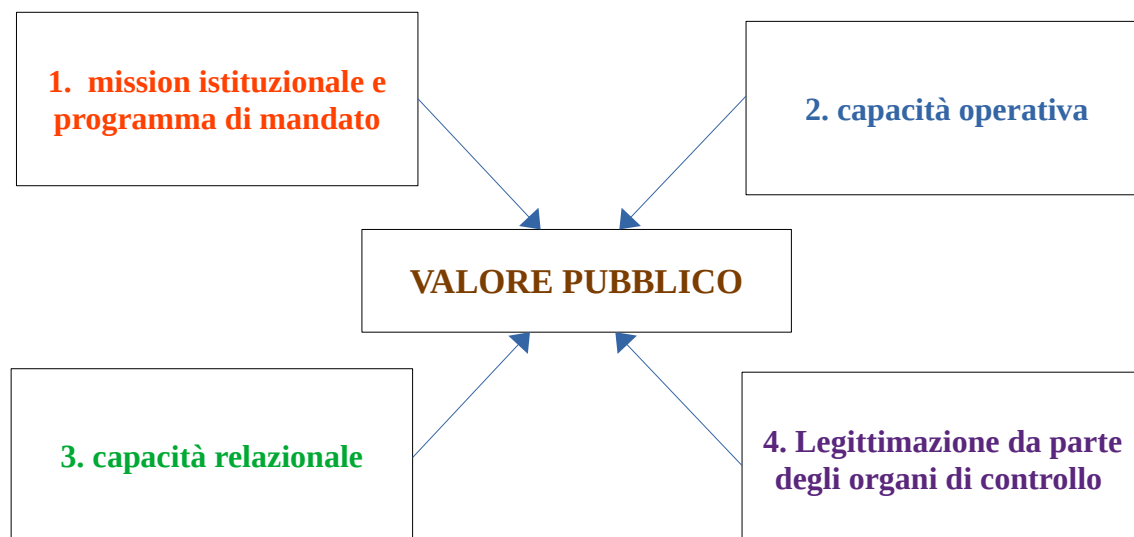 1. mission istituzionale e
programma di mandato
2. capacità operativa
VALORE PUBBLICO
3. capacità relazionale
4. Legittimazione da parte
degli organi di controllo